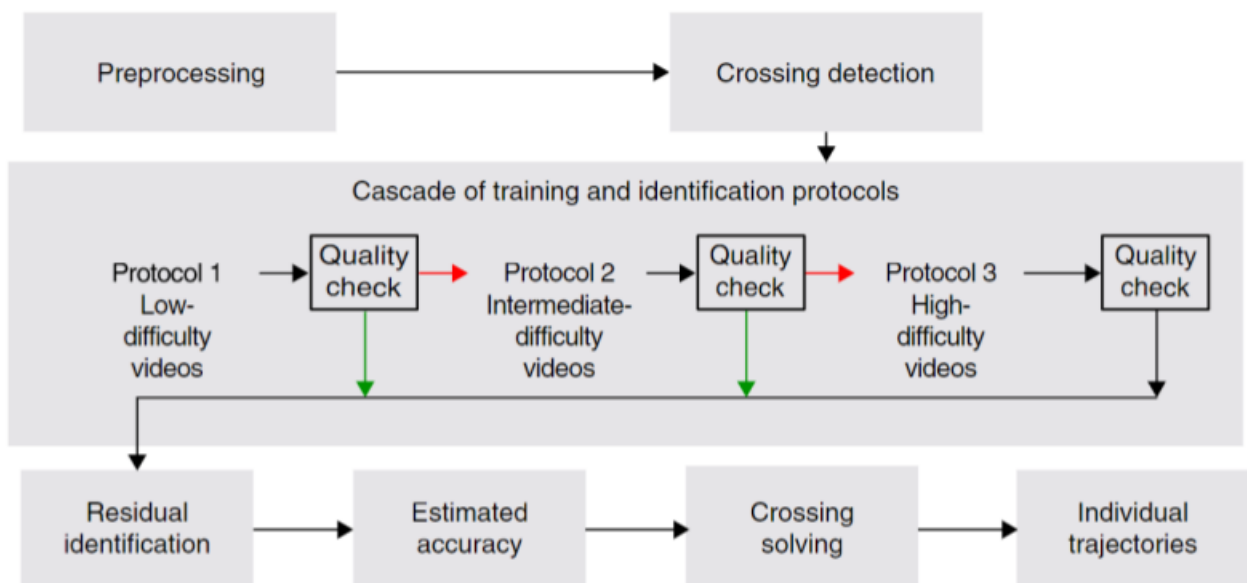 Preprocessing
Crossing detection
Cascade of training and identification protocols
Protocol 1
Low-
difficulty
videos
Quality
check
Protocol 2
Intermediate-
difficulty
videos
Quality
check
Protocol 3
High-
difficulty
videos
Quality
check
Residual
identification
Estimated
accuracy
Crossing
solving
Individual
trajectories